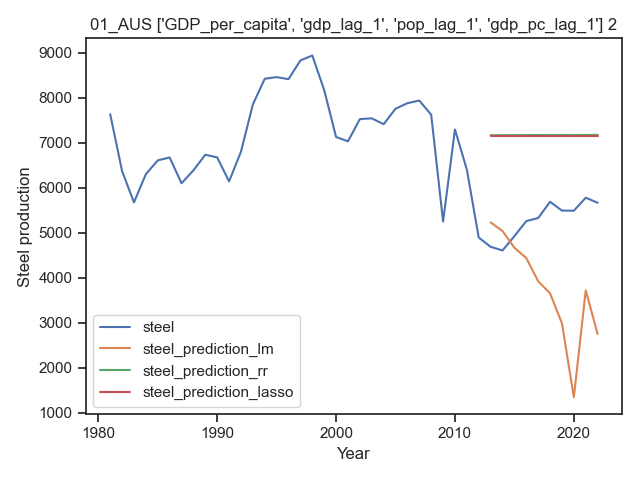 01_AUS ['GDP_per_capita', 'gdp_lag_1', 'pop_lag_1', 'gdp_pc_lag_1'] 2
9000
8000
7000
6000
5000
4000
3000
2000
1000
Steel production
steel
steel_prediction_lm
steel_prediction_rr
steel_prediction_lasso
1980 1990 2000 2010 2020
Year